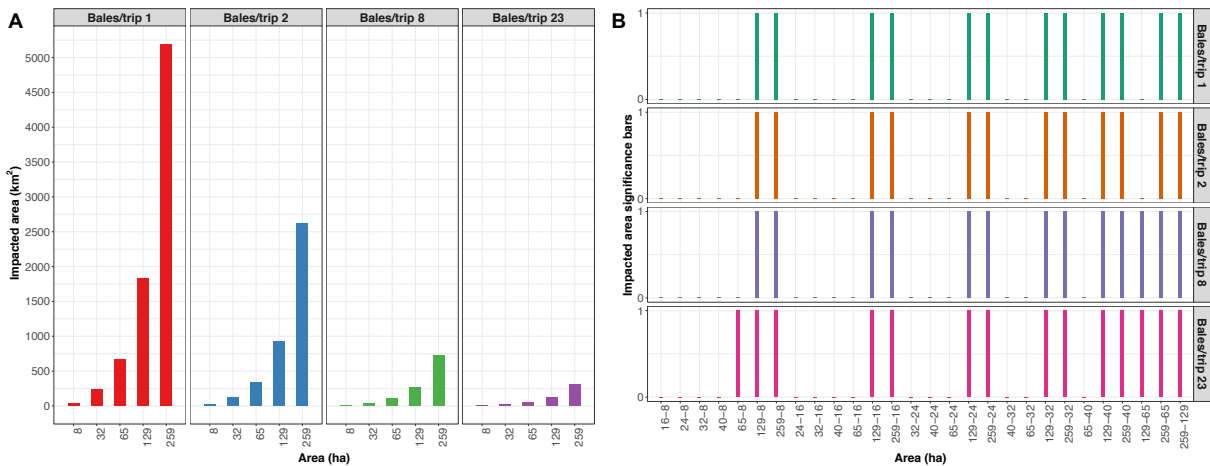 A
Bales/trip 1 Bales/trip 2 Bales/trip 8 Bales/trip 23
Impacted area (km²)
5000
4500
4000
3500
3000
2500
2000
1500
1000
500
0
8 32 65 129 259 8 32 65 129 259 8 32 65 129 259 8 32 65 129 259
Area (ha)
B
Impacted area significance bars
1
0
Bales/trip 1
1
0
Bales/trip 2
1
0
Bales/trip 8
1
0
Bales/trip 23
16−8 24−8 32−8 40−8 65−8 129−8 259−8 24−16 32−16 40−16 65−16 129−16 259−16 32−24 40−24 65−24 129−24 259−24 40−32 65−32 129−32 259−32 65−40 129−40 259−40 129−65 259−65 259−129
Area (ha)